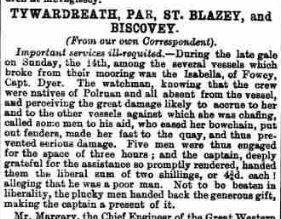 TYWARDREATH, PAR, ST. BLAZEY, and
BISCOVEY.
(From our own Correspondent).
Important services ill-requited.—During the late gale
on Sunday, the 14th, among the several vessels which
broke from their mooring was the Isabella, of Fowey,
Capt. Dyer. The watchman, knowing that the crew
were natives of Polruan and all absent from the vessel,
and perceiving the great damage likely to accrue to her
and to the other vessels against which she was chafing,
called some men to his aid, who eased her bowchain, put
out fenders, made her fast to the quay, and thus pre-
vented serious damage. Five men were thus engaged
for the space of three hours; and the captain, deeply
grateful for the assistance so promptly rendered, handed
them the liberal sum of two shillings, or 4¾d. each!
alleging that he was a poor man. Not to be beaten in
liberality, the plucky men handed back the generous gift,
making the captain a present of it.
Mr. Margary, the Chief Engineer of the Great Western